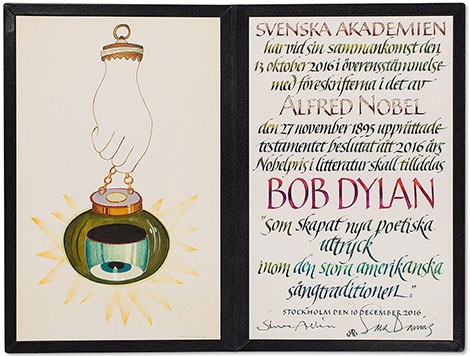 SVENSKA AKADEMIEN
har vid sin sammankomst den
13 oktober 2016 i överensstämmelse
med föreskrifterna i det av
ALFRED NOBEL
den 27 november 1895 upprättade
testamentet beslutat att 2016 års
Nobelpris i litteratur skall tilldelas
BOB DYLAN
"som skapat nya poetiska
uttryck
inom den stora amerikanska
sångtraditionen."
STOCKHOLM DEN 10 DECEMBER 2016